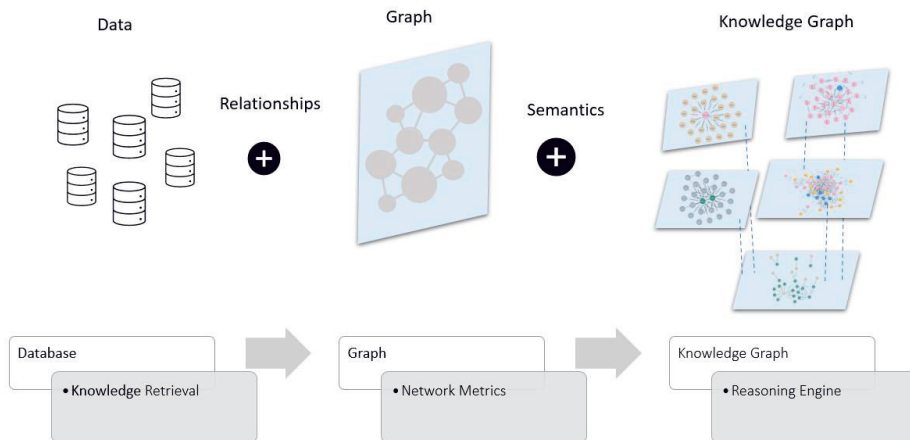 Data
Graph
Knowledge Graph
Relationships
Semantics
Database
• Knowledge Retrieval
Graph
• Network Metrics
Knowledge Graph
• Reasoning Engine